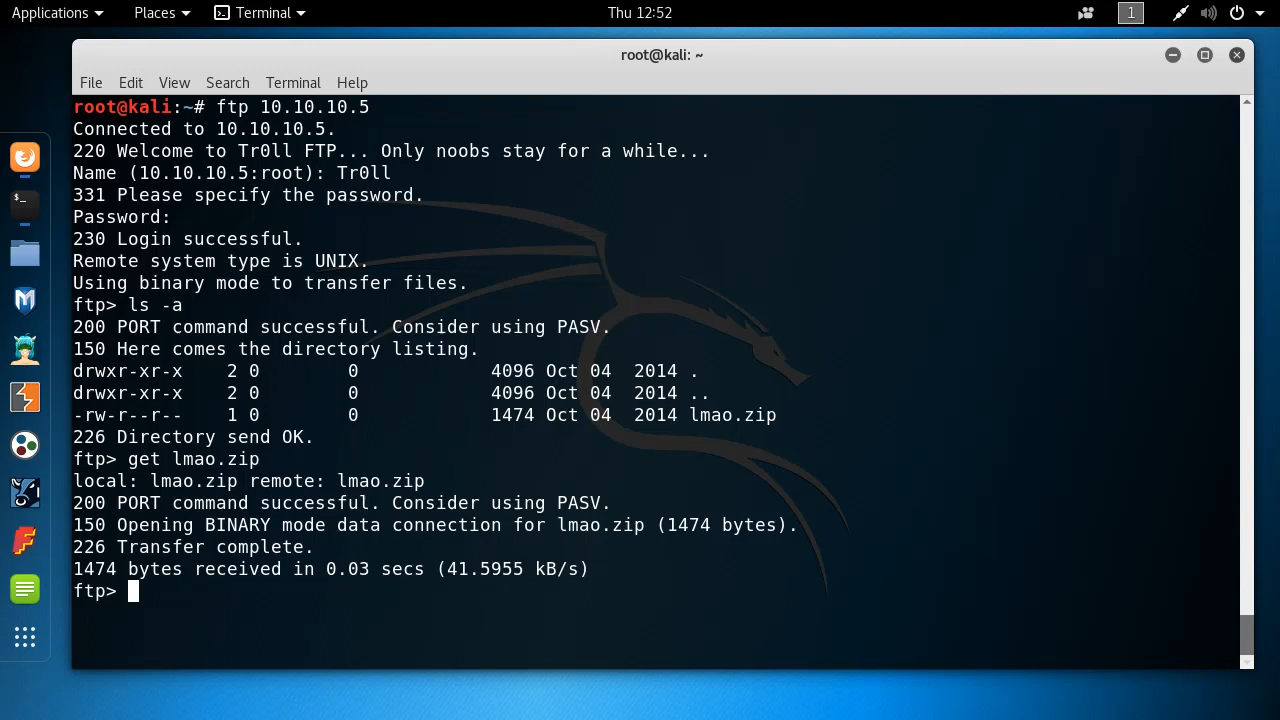 Applications Places Terminal Thu 12:52 1
root@kali: ~
File Edit View Search Terminal Help
root@kali:~# ftp 10.10.10.5
Connected to 10.10.10.5.
220 Welcome to Tr0ll FTP... Only noobs stay for a while...
Name (10.10.10.5:root): Tr0ll
331 Please specify the password.
Password:
230 Login successful.
Remote system type is UNIX.
Using binary mode to transfer files.
ftp> ls -a
200 PORT command successful. Consider using PASV.
150 Here comes the directory listing.
drwxr-xr-x    2 0        0            4096 Oct 04  2014 .
drwxr-xr-x    2 0        0            4096 Oct 04  2014 ..
-rw-r--r--    1 0        0            1474 Oct 04  2014 lmao.zip
226 Directory send OK.
ftp> get lmao.zip
local: lmao.zip remote: lmao.zip
200 PORT command successful. Consider using PASV.
150 Opening BINARY mode data connection for lmao.zip (1474 bytes).
226 Transfer complete.
1474 bytes received in 0.03 secs (41.5955 kB/s)
ftp>